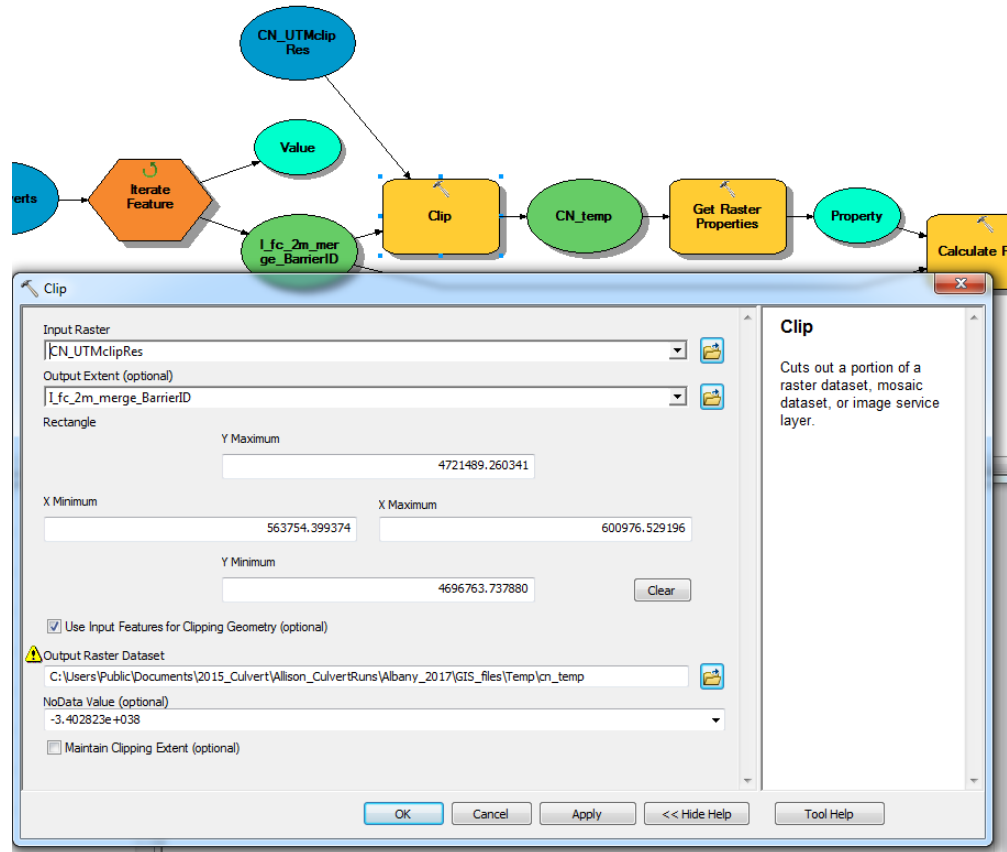 CN_UTMclip
Res
Value
verts
Iterate
Feature
I_fc_2m_mer
ge_BarrierID
Clip
CN_temp
Get Raster
Properties
Property
Calculate F
Clip
x
Input Raster
CN_UTMclipRes
Output Extent (optional)
I_fc_2m_merge_BarrierID
Rectangle
Y Maximum
4721489.260341
X Minimum
X Maximum
563754.399374
600976.529196
Y Minimum
4696763.737880
Clear
Use Input Features for Clipping Geometry (optional)
Output Raster Dataset
C:\Users\Public\Documents\2015_Culvert\Allison_CulvertRuns\Albany_2017\GIS_files\Temp\cn_temp
NoData Value (optional)
-3.402823e+038
Maintain Clipping Extent (optional)
Clip
Cuts out a portion of a
raster dataset, mosaic
dataset, or image service
layer.
OK
Cancel
Apply
<< Hide Help
Tool Help